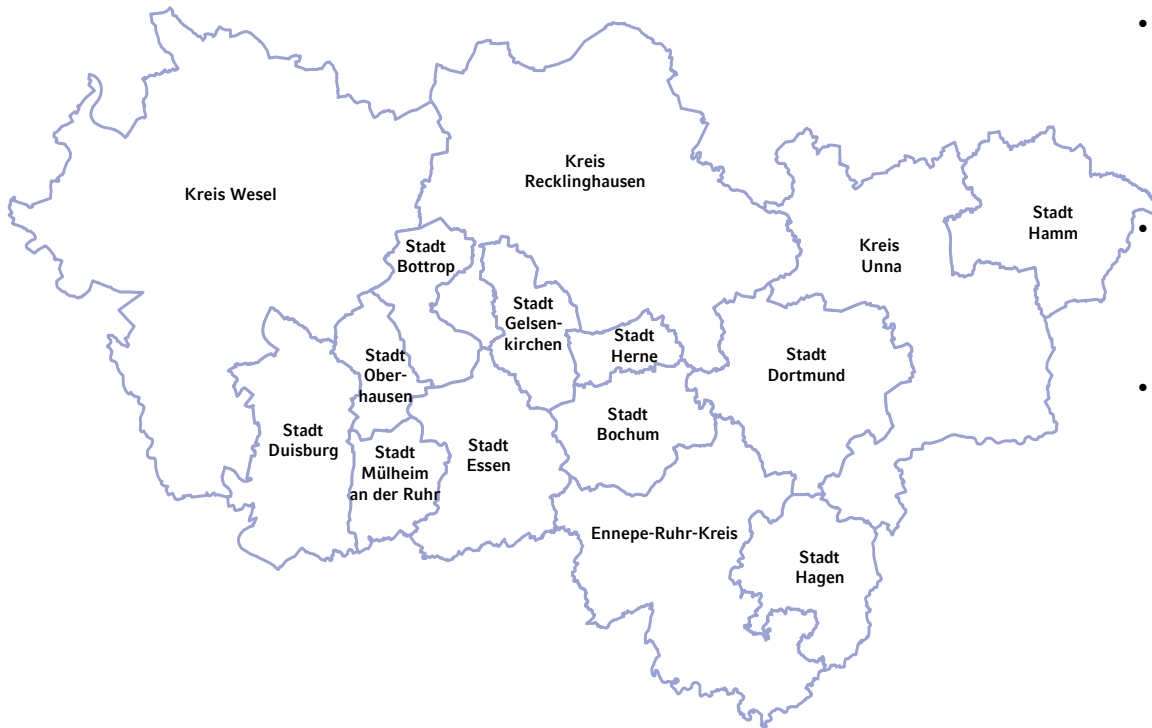 Kreis
Recklinghausen
Kreis Wesel
Stadt
Hamm
Stadt
Bottrop
Kreis
Unna
Stadt
Gelsen-
kirchen
Stadt
Herne
Stadt
Ober-
hausen
Stadt
Dortmund
Stadt
Bochum
Stadt
Duisburg
Stadt
Mülheim
an der Ruhr
Stadt
Essen
Ennepe-Ruhr-Kreis
Stadt
Hagen